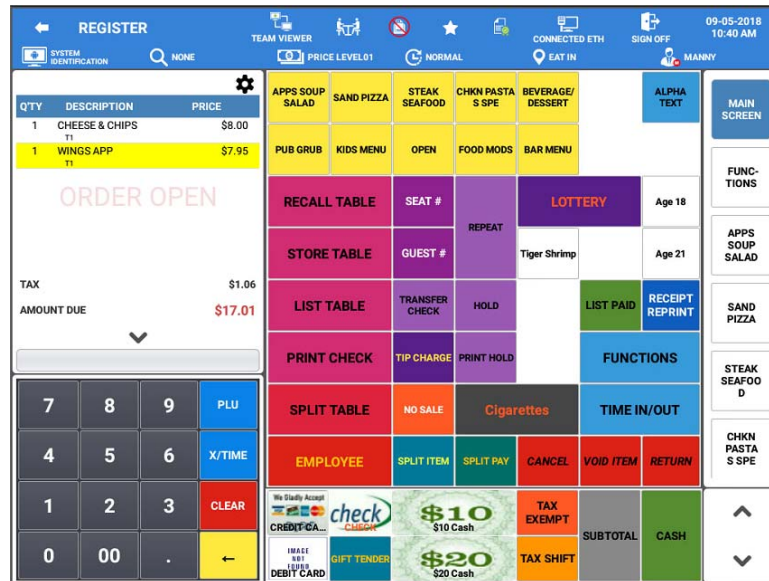 REGISTER
TEAM VIEWER
CONNECTED ETH
SIGN OFF
09-05-2018
10:40 AM
SYSTEM
IDENTIFICATION
NONE
PRICE LEVEL01
NORMAL
EAT IN
MANNY
Q'TY DESCRIPTION PRICE
1 CHEESE & CHIPS $8.00
T1
1 WINGS APP $7.95
T1
ORDER OPEN
TAX $1.06
AMOUNT DUE $17.01
7 8 9 PLU
4 5 6 X/TIME
1 2 3 CLEAR
0 00 . ←
APPS SOUP
SALAD
SAND PIZZA
STEAK
SEAFOOD
CHKN PASTA
S SPE
BEVERAGE/
DESSERT
ALPHA
TEXT
PUB GRUB
KIDS MENU
OPEN
FOOD MODS
BAR MENU
RECALL TABLE
SEAT #
REPEAT
LOTTERY
Age 18
STORE TABLE
GUEST #
Tiger Shrimp
Age 21
LIST TABLE
TRANSFER
CHECK
HOLD
LIST PAID
RECEIPT
REPRINT
PRINT CHECK
TIP CHARGE
PRINT HOLD
FUNCTIONS
SPLIT TABLE
NO SALE
Cigarettes
TIME IN/OUT
EMPLOYEE
SPLIT ITEM
SPLIT PAY
CANCEL
VOID ITEM
RETURN
We Gladly Accept
CREDIT CA...
check
CHECK
$10
$10 Cash
TAX
EXEMPT
SUBTOTAL
CASH
IMAGE
NOT
FOUND
DEBIT CARD
GIFT TENDER
$20
$20 Cash
TAX SHIFT
MAIN
SCREEN
FUNC-
TIONS
APPS
SOUP
SALAD
SAND
PIZZA
STEAK
SEAFOO
D
CHKN
PASTA
S SPE